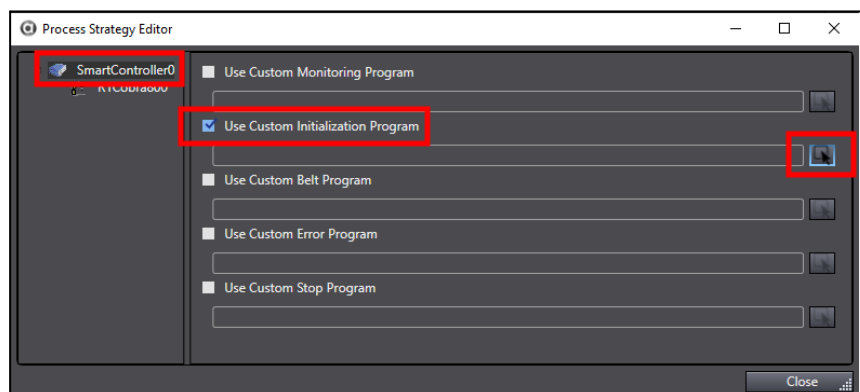 Process Strategy Editor
SmartController0
R1Cobra800
Use Custom Monitoring Program
Use Custom Initialization Program
Use Custom Belt Program
Use Custom Error Program
Use Custom Stop Program
Close